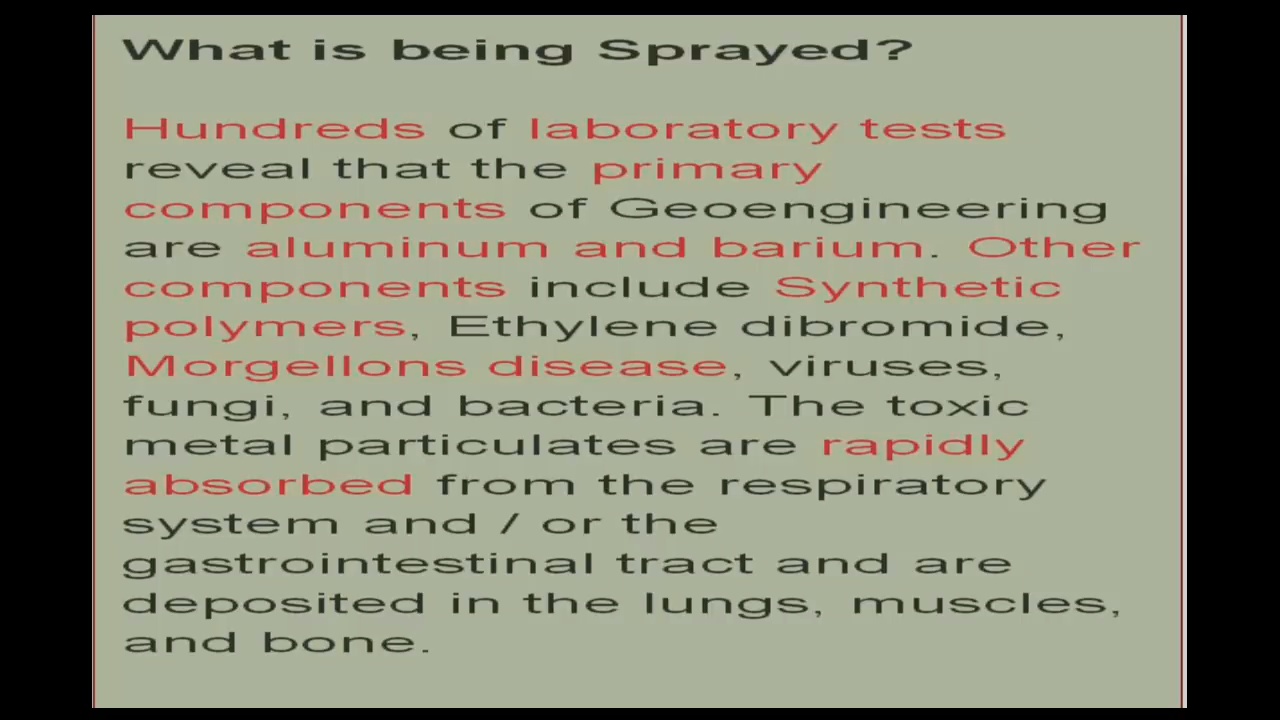 What is being Sprayed?
Hundreds of laboratory tests
reveal that the primary
components of Geoengineering
are aluminum and barium. Other
components include Synthetic
polymers, Ethylene dibromide,
Morgellons disease, viruses,
fungi, and bacteria. The toxic
metal particulates are rapidly
absorbed from the respiratory
system and / or the
gastrointestinal tract and are
deposited in the lungs, muscles,
and bone.